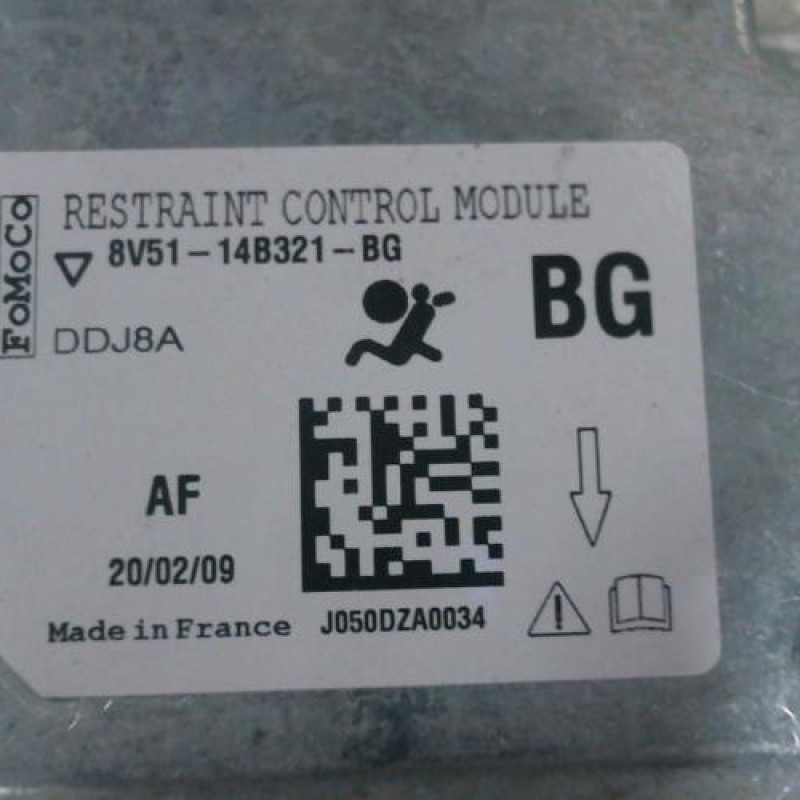 FoMoCo
RESTRAINT CONTROL MODULE
8V51-14B321-BG
BG
DDJ8A
AF
20/02/09
Made in France
J050DZA0034